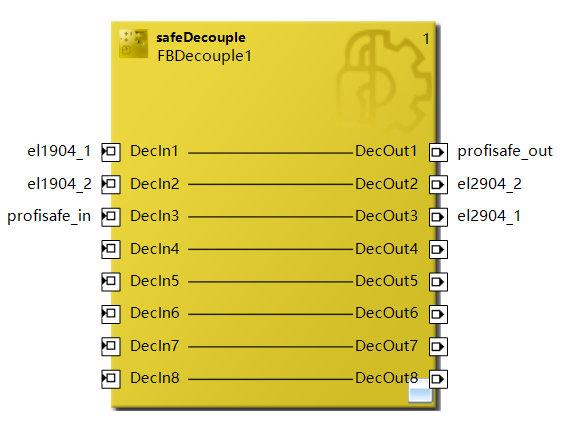 safeDecouple
FBDecouple1
1
el1904_1 DecIn1 DecOut1 profisafe_out
el1904_2 DecIn2 DecOut2 el2904_2
profisafe_in DecIn3 DecOut3 el2904_1
DecIn4 DecOut4
DecIn5 DecOut5
DecIn6 DecOut6
DecIn7 DecOut7
DecIn8 DecOut8